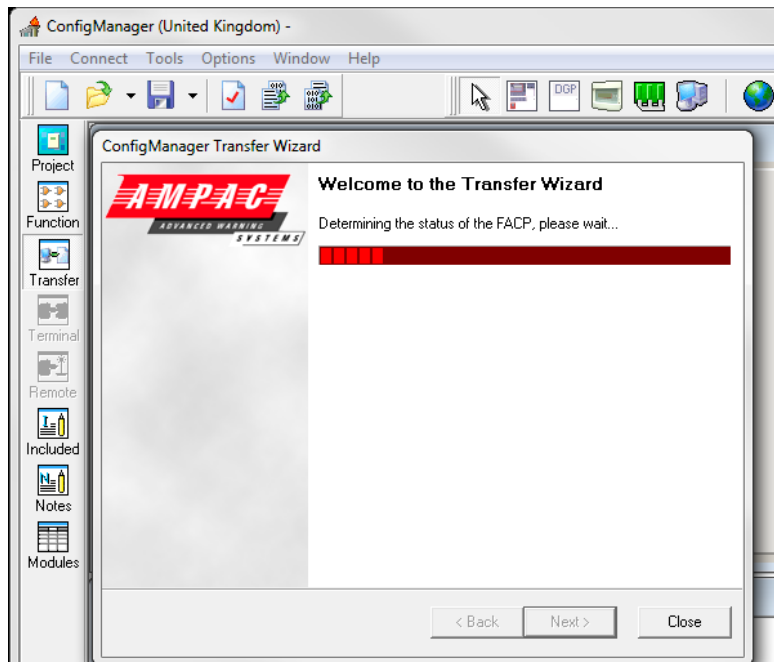 ConfigManager (United Kingdom) -
File Connect Tools Options Window Help
DGP
Project
Function
Transfer
Terminal
Remote
Included
Notes
Modules
ConfigManager Transfer Wizard
AMPAC
ADVANCED WARNING
SYSTEMS
Welcome to the Transfer Wizard
Determining the status of the FACP, please wait...
< Back Next > Close